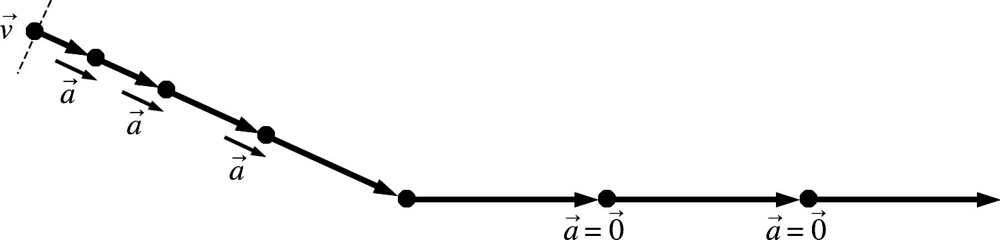 v⃗
a⃗
a⃗
a⃗
a⃗ = 0⃗
a⃗ = 0⃗